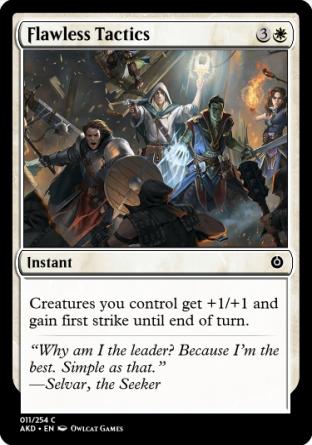 Flawless Tactics 3
Instant
Creatures you control get +1/+1 and
gain first strike until end of turn.
“Why am I the leader? Because I’m the
best. Simple as that.”
—Selvar, the Seeker
011/254 C
AKD • EN Owlcat Games